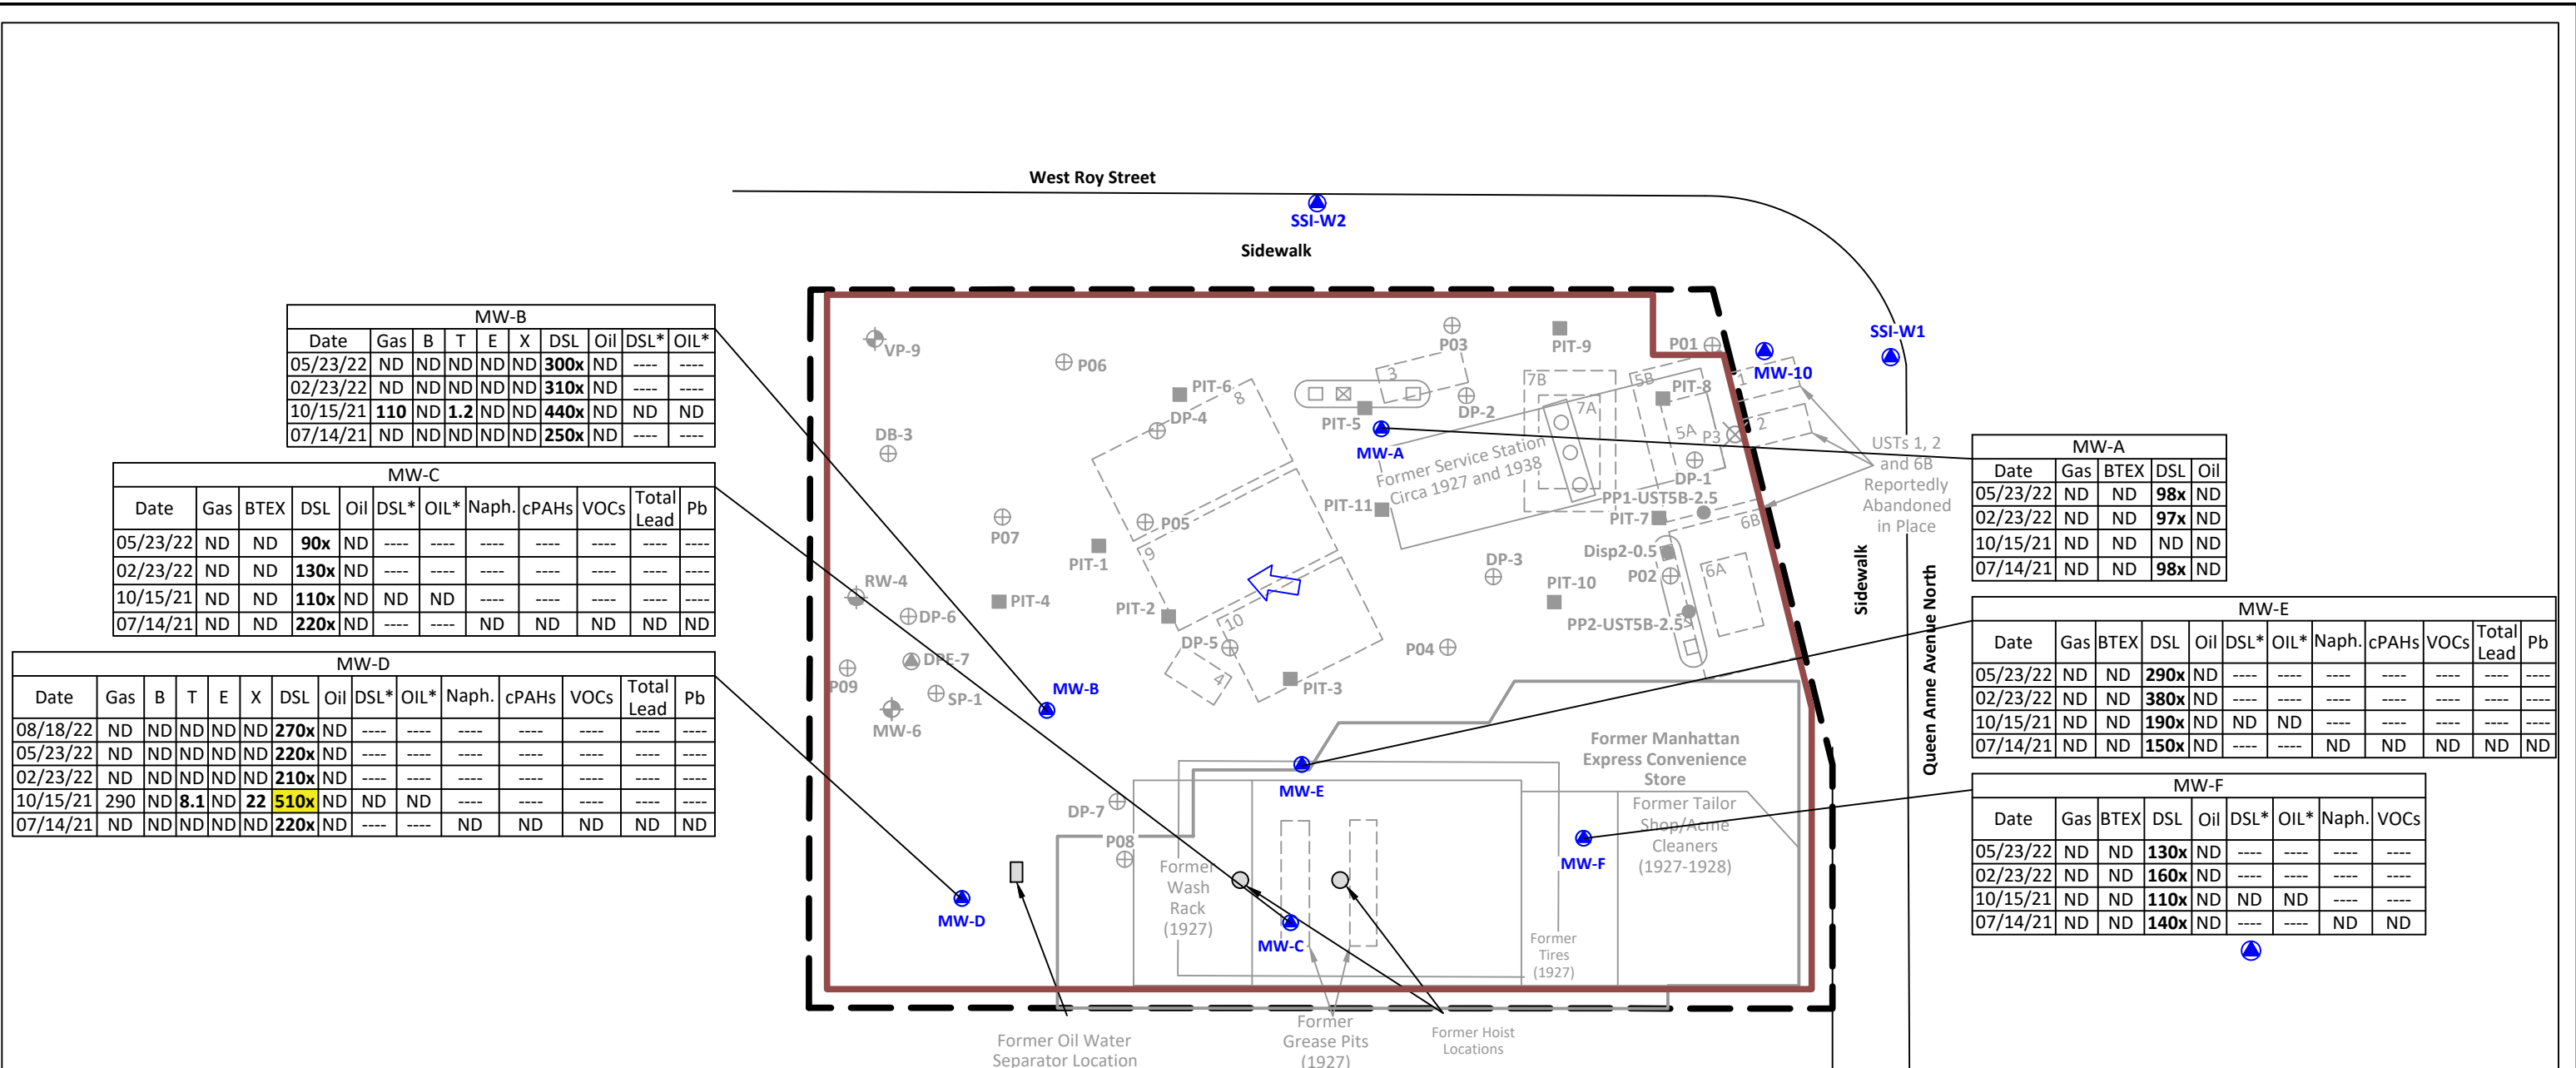 West Roy Street
SSI-W2
Sidewalk
SSI-W1
MW-10
MW-B
Date Gas B T E X DSL Oil DSL* OIL*
05/23/22 ND ND ND ND ND 300x ND ---- ----
02/23/22 ND ND ND ND ND 310x ND ---- ----
10/15/21 110 ND 1.2 ND ND 440x ND ND ND
07/14/21 ND ND ND ND ND 250x ND ---- ----
MW-C
Date Gas BTEX DSL Oil DSL* OIL* Naph. cPAHs VOCs Total Lead Pb
05/23/22 ND ND 90x ND ---- ---- ---- ---- ---- ---- ----
02/23/22 ND ND 130x ND ---- ---- ---- ---- ---- ---- ----
10/15/21 ND ND 110x ND ND ND ---- ---- ---- ---- ----
07/14/21 ND ND 220x ND ---- ---- ND ND ND ND ND
MW-D
Date Gas B T E X DSL Oil DSL* OIL* Naph. cPAHs VOCs Total Lead Pb
08/18/22 ND ND ND ND ND 270x ND ---- ---- ---- ---- ---- ---- ----
05/23/22 ND ND ND ND ND 220x ND ---- ---- ---- ---- ---- ---- ----
02/23/22 ND ND ND ND ND 210x ND ---- ---- ---- ---- ---- ---- ----
10/15/21 290 ND 8.1 ND 22 510x ND ND ND ---- ---- ---- ---- ----
07/14/21 ND ND ND ND ND 220x ND ---- ---- ND ND ND ND ND
VP-9
P06
P03
PIT-9
P01
PIT-6
8
3
DP-4
PIT-5
DP-2
7B
7A
5B
PIT-8
1
2
5A
P3
DB-3
MW-A
Former Service Station
Circa 1927 and 1938
DP-1
PP1-UST5B-2.5
PIT-11
PIT-7
6B
P07
P05
PIT-1
9
DP-3
Disp2-0.5
P02
6A
RW-4
PIT-4
PIT-2
PIT-10
DP-6
10
DP-5
PP2-UST5B-2.5
P04
DPE-7
P09
SP-1
4
PIT-3
MW-6
MW-B
USTs 1, 2
and 6B
Reportedly
Abandoned
in Place
Sidewalk
Queen Anne Avenue North
Former Manhattan
Express Convenience
Store
MW-E
DP-7
P08
Former
Wash
Rack
(1927)
Former Tailor
Shop/Acme
Cleaners
(1927-1928)
MW-F
MW-D
MW-C
Former
Tires
(1927)
Former Oil Water
Separator Location
Former
Grease Pits
(1927)
Former Hoist
Locations
MW-A
Date Gas BTEX DSL Oil
05/23/22 ND ND 98x ND
02/23/22 ND ND 97x ND
10/15/21 ND ND ND ND
07/14/21 ND ND 98x ND
MW-E
Date Gas BTEX DSL Oil DSL* OIL* Naph. cPAHs VOCs Total Lead Pb
05/23/22 ND ND 290x ND ---- ---- ---- ---- ---- ---- ----
02/23/22 ND ND 380x ND ---- ---- ---- ---- ---- ---- ----
10/15/21 ND ND 190x ND ND ND ---- ---- ---- ---- ----
07/14/21 ND ND 150x ND ---- ---- ND ND ND ND ND
MW-F
Date Gas BTEX DSL Oil DSL* OIL* Naph. VOCs
05/23/22 ND ND 130x ND ---- ---- ---- ----
02/23/22 ND ND 160x ND ---- ---- ---- ----
10/15/21 ND ND 110x ND ND ND ---- ----
07/14/21 ND ND 140x ND ---- ---- ND ND